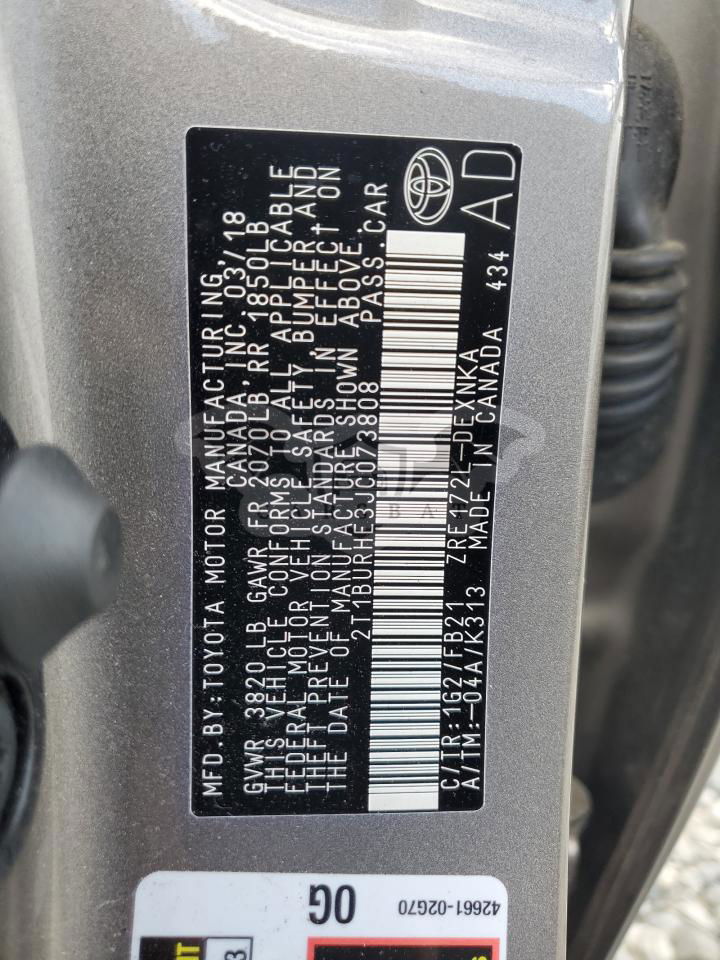 MFD.BY:TOYOTA MOTOR MANUFACTURING,
CANADA, INC. 03/18
GVWR 3820 LB GAWR FR 2070LB, RR 1850LB
THIS VEHICLE CONFORMS TO ALL APPLICABLE
FEDERAL MOTOR VEHICLE SAFETY, BUMPER, AND
THEFT PREVENTION STANDARDS IN EFFECT ON
THE DATE OF MANUFACTURE SHOWN ABOVE.
2T1BURHE3JC073808 PASS.CAR
C/TR:1G2/FB21 ZRE172L-DEXNKA 434
A/TM:-04A/K313 MADE IN CANADA
AD
0G
42661-02G70
3